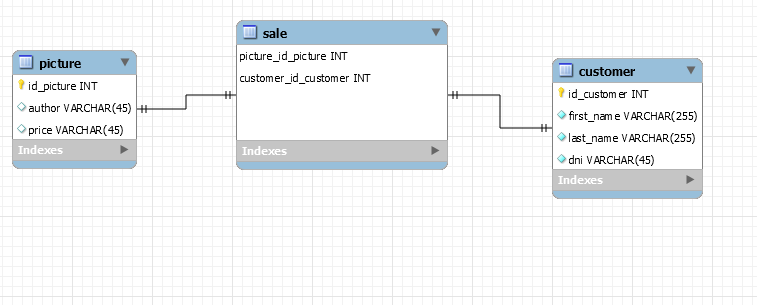 picture
id_picture INT
author VARCHAR(45)
price VARCHAR(45)
Indexes
sale
picture_id_picture INT
customer_id_customer INT
Indexes
customer
id_customer INT
first_name VARCHAR(255)
last_name VARCHAR(255)
dni VARCHAR(45)
Indexes